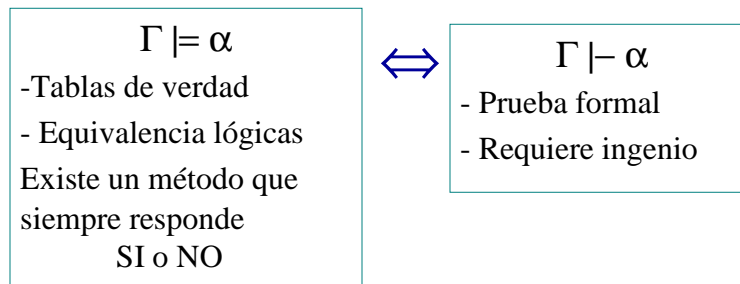 Γ |= α
-Tablas de verdad
- Equivalencia lógicas
Existe un método que
siempre responde
SI o NO
⇔
Γ |− α
- Prueba formal
- Requiere ingenio